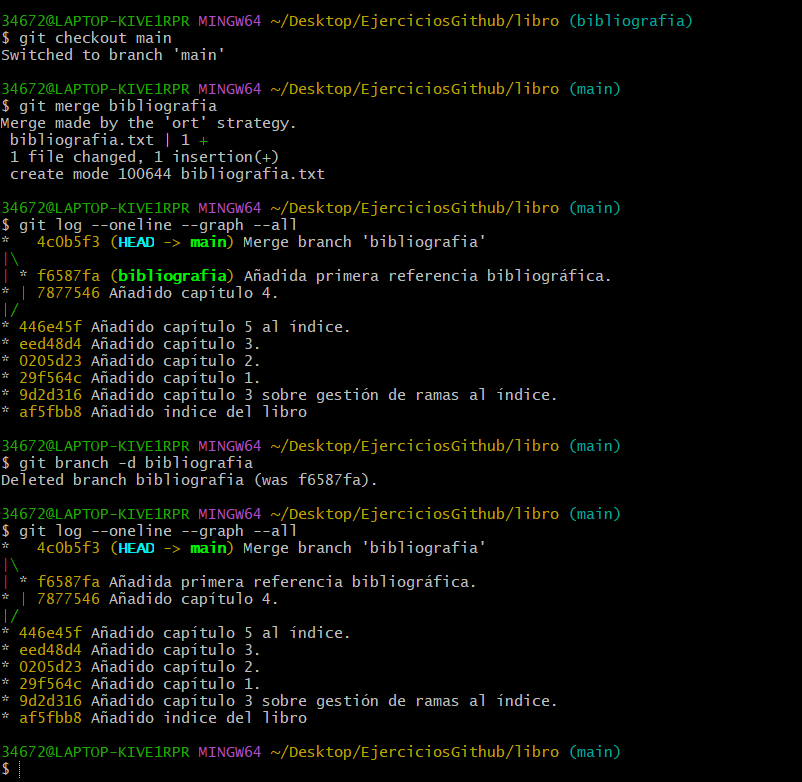 34672@LAPTOP-KIVE1RPR MINGW64 ~/Desktop/EjerciciosGithub/libro (bibliografia)
$ git checkout main
Switched to branch 'main'

34672@LAPTOP-KIVE1RPR MINGW64 ~/Desktop/EjerciciosGithub/libro (main)
$ git merge bibliografia
Merge made by the 'ort' strategy.
 bibliografia.txt | 1 +
 1 file changed, 1 insertion(+)
 create mode 100644 bibliografia.txt

34672@LAPTOP-KIVE1RPR MINGW64 ~/Desktop/EjerciciosGithub/libro (main)
$ git log --oneline --graph --all
*   4c0b5f3 (HEAD -> main) Merge branch 'bibliografia'
|\
| * f6587fa (bibliografia) Añadida primera referencia bibliográfica.
* | 7877546 Añadido capítulo 4.
|/
* 446e45f Añadido capítulo 5 al índice.
* eed48d4 Añadido capítulo 3.
* 0205d23 Añadido capítulo 2.
* 29f564c Añadido capítulo 1.
* 9d2d316 Añadido capítulo 3 sobre gestión de ramas al índice.
* af5fbb8 Añadido indice del libro

34672@LAPTOP-KIVE1RPR MINGW64 ~/Desktop/EjerciciosGithub/libro (main)
$ git branch -d bibliografia
Deleted branch bibliografia (was f6587fa).

34672@LAPTOP-KIVE1RPR MINGW64 ~/Desktop/EjerciciosGithub/libro (main)
$ git log --oneline --graph --all
*   4c0b5f3 (HEAD -> main) Merge branch 'bibliografia'
|\
| * f6587fa Añadida primera referencia bibliográfica.
* | 7877546 Añadido capítulo 4.
|/
* 446e45f Añadido capítulo 5 al índice.
* eed48d4 Añadido capítulo 3.
* 0205d23 Añadido capítulo 2.
* 29f564c Añadido capítulo 1.
* 9d2d316 Añadido capítulo 3 sobre gestión de ramas al índice.
* af5fbb8 Añadido indice del libro

34672@LAPTOP-KIVE1RPR MINGW64 ~/Desktop/EjerciciosGithub/libro (main)
$